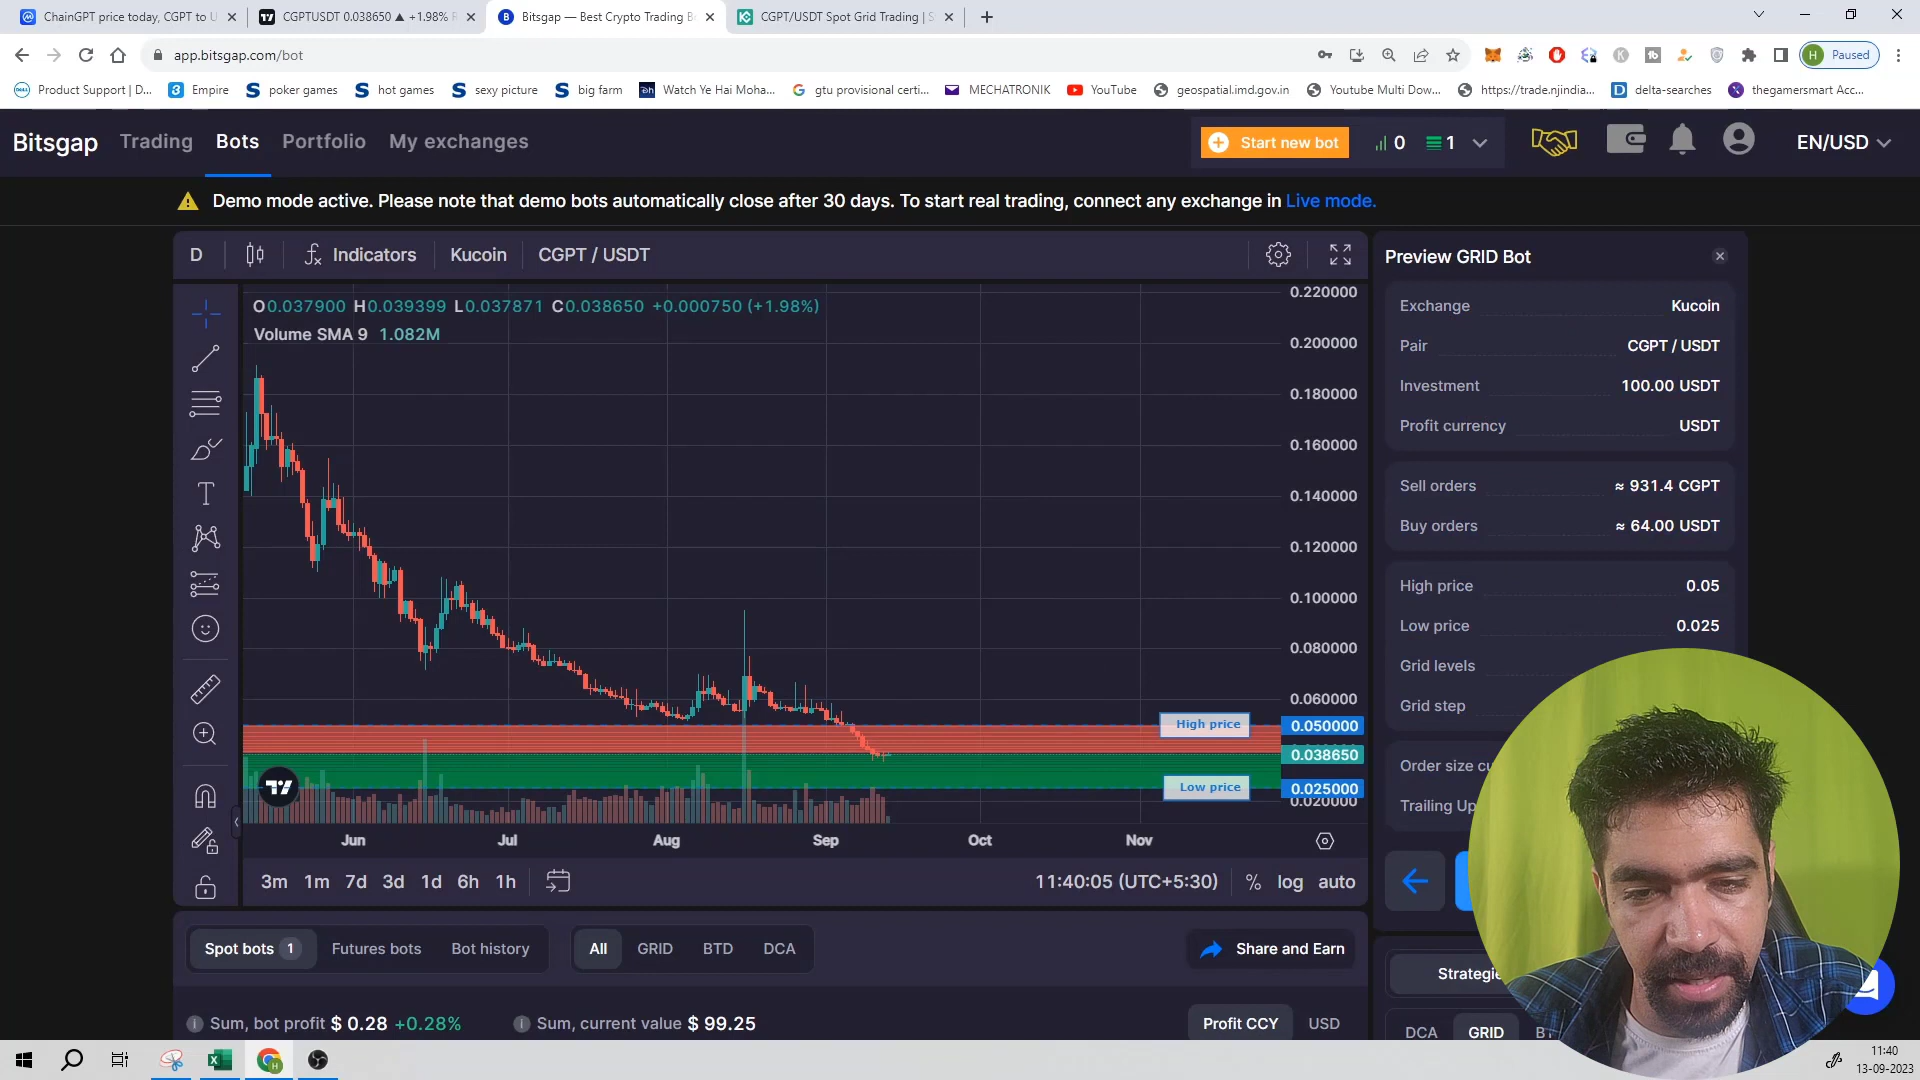 ChainGPT price today, CGPT to U
CGPTUSDT 0.038650 ▲ +1.98%
Bitsgap — Best Crypto Trading B
CGPT/USDT Spot Grid Trading | S
app.bitsgap.com/bot
H Paused
Product Support | D...
Empire
poker games
hot games
sexy picture
big farm
Watch Ye Hai Moha...
gtu provisional certi...
MECHATRONIK
YouTube
geospatial.imd.gov.in
Youtube Multi Dow...
https://trade.njindia...
delta-searches
thegamersmart Acc...
Bitsgap Trading Bots Portfolio My exchanges
Start new bot
0
1
EN/USD
Demo mode active. Please note that demo bots automatically close after 30 days. To start real trading, connect any exchange in Live mode.
D Indicators Kucoin CGPT / USDT
O0.037900 H0.039399 L0.037871 C0.038650 +0.000750 (+1.98%)
Volume SMA 9 1.082M
0.220000
0.200000
0.180000
0.160000
0.140000
0.120000
0.100000
0.080000
0.060000
High price
0.050000
0.038650
Low price
0.025000
0.020000
Jun Jul Aug Sep Oct Nov
3m 1m 7d 3d 1d 6h 1h
11:40:05 (UTC+5:30) % log auto
Preview GRID Bot
Exchange Kucoin
Pair CGPT / USDT
Investment 100.00 USDT
Profit currency USDT
Sell orders ≈ 931.4 CGPT
Buy orders ≈ 64.00 USDT
High price 0.05
Low price 0.025
Grid levels
Grid step
Order size cu
Trailing Up
Strategie
DCA GRID B
Spot bots 1 Futures bots Bot history
All GRID BTD DCA
Share and Earn
Sum, bot profit $ 0.28 +0.28%
Sum, current value $ 99.25
Profit CCY USD
11:40
13-09-2023